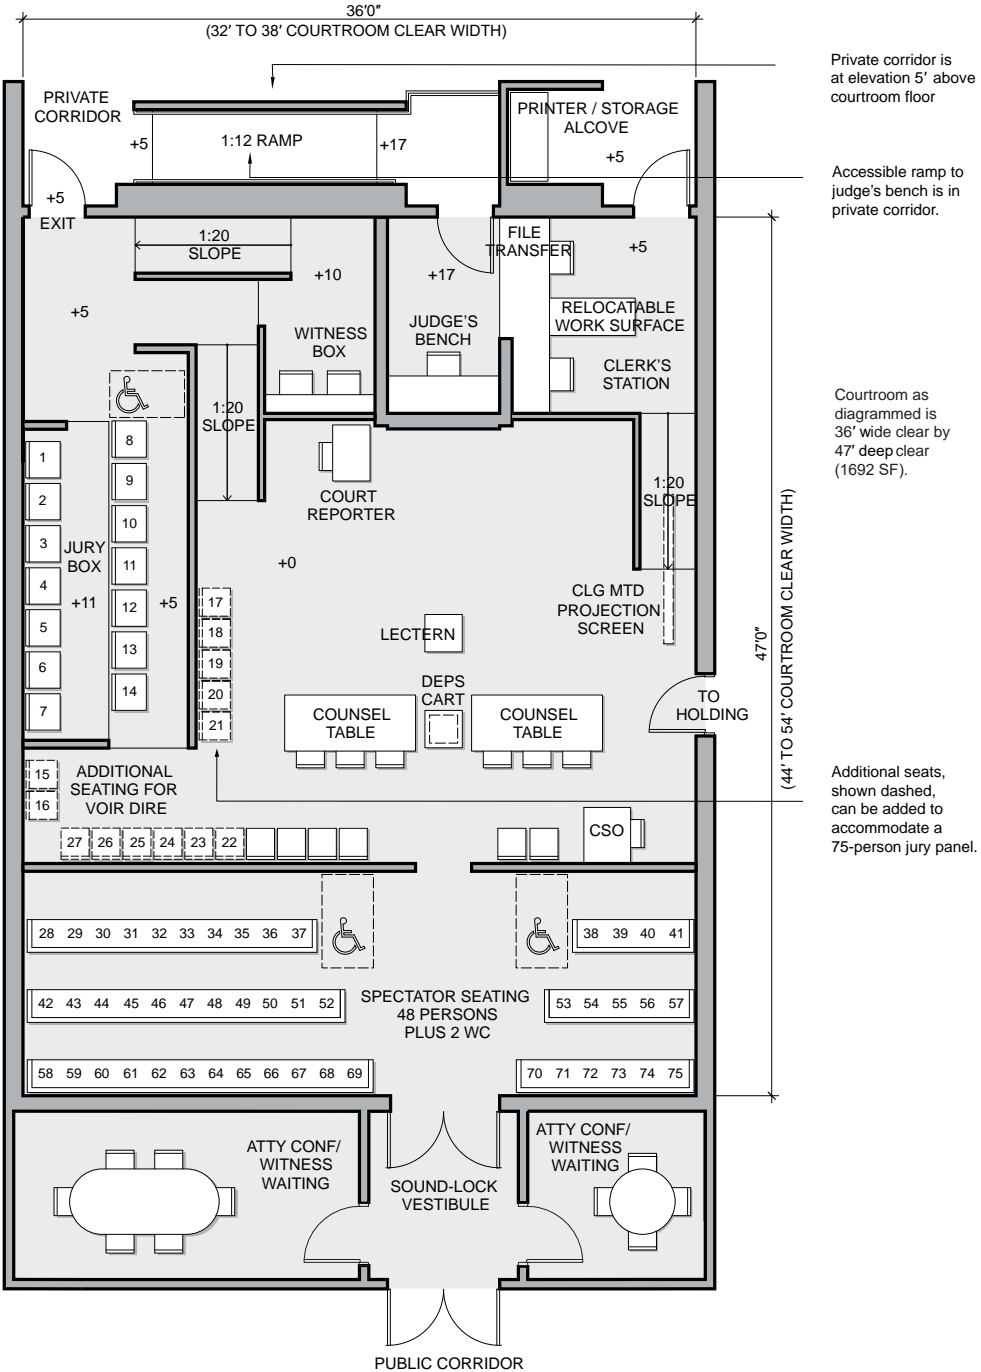 36′0″
(32′ TO 38′ COURTROOM CLEAR WIDTH)
Private corridor is
at elevation 5′ above
courtroom floor
PRIVATE
CORRIDOR
PRINTER / STORAGE
ALCOVE
+5
1:12 RAMP
+17
+5
Accessible ramp to
judge's bench is in
private corridor.
+5
EXIT
1:20
SLOPE
FILE
TRANSFER
+5
+10
+17
+5
RELOCATABLE
WORK SURFACE
JUDGE'S
BENCH
WITNESS
BOX
CLERK'S
STATION
Courtroom as
diagrammed is
36′ wide clear by
47′ deep clear
(1692 SF).
1:20
SLOPE
1
2
3
4
5
6
7
8
9
10
11
12
13
14
JURY
BOX
+11
+5
COURT
REPORTER
1:20
SLOPE
+0
CLG MTD
PROJECTION
SCREEN
17
18
19
20
21
LECTERN
47′0″
(44′ TO 54′ COURTROOM CLEAR WIDTH)
DEPS
CART
TO
HOLDING
COUNSEL
TABLE
COUNSEL
TABLE
15
16
ADDITIONAL
SEATING FOR
VOIR DIRE
Additional seats,
shown dashed,
can be added to
accommodate a
75-person jury panel.
27 26 25 24 23 22
CSO
28 29 30 31 32 33 34 35 36 37
38 39 40 41
42 43 44 45 46 47 48 49 50 51 52
SPECTATOR SEATING
48 PERSONS
PLUS 2 WC
53 54 55 56 57
58 59 60 61 62 63 64 65 66 67 68 69
70 71 72 73 74 75
ATTY CONF/
WITNESS
WAITING
ATTY CONF/
WITNESS
WAITING
SOUND-LOCK
VESTIBULE
PUBLIC CORRIDOR